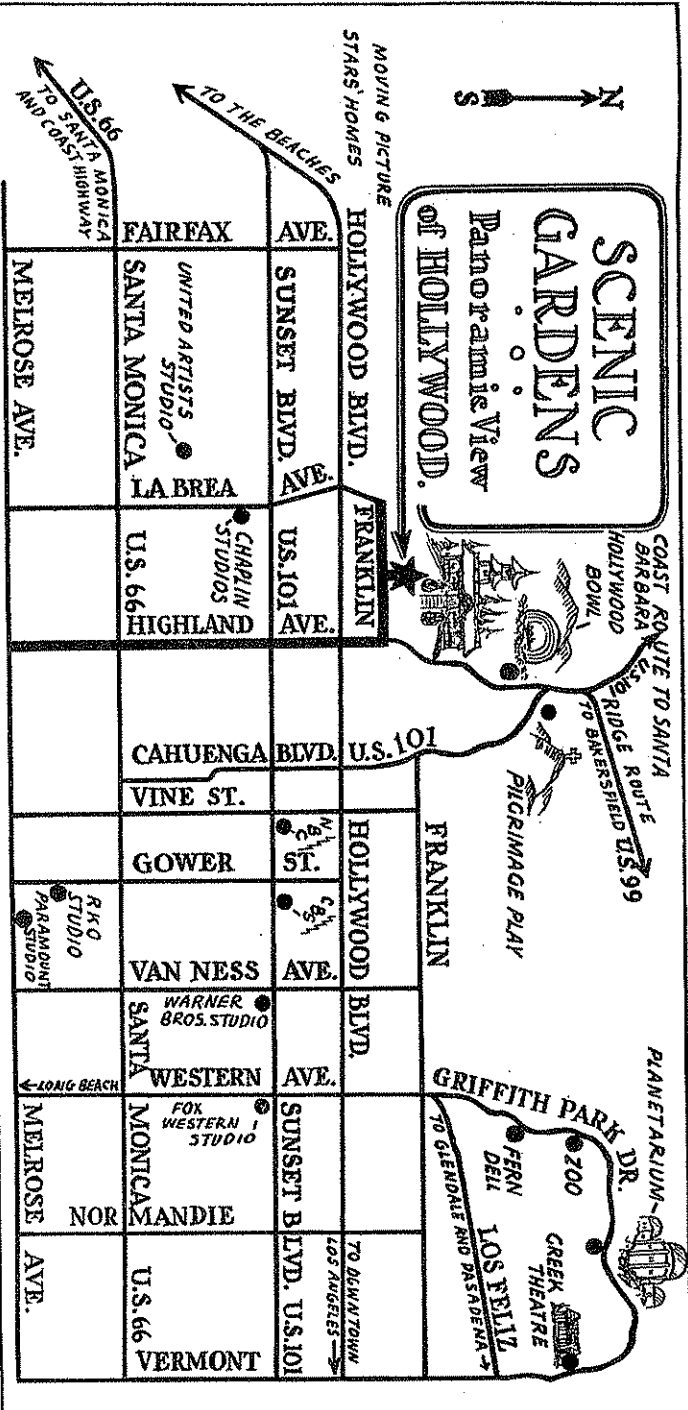 N
S
SCENIC
GARDENS
Panoramic View
of HOLLYWOOD.
MOVING PICTURE
STARS' HOMES
TO THE BEACHES
U.S. 66
TO SANTA MONICA
AND COAST HIGHWAY
COAST ROUTE TO SANTA
BARBARA
U.S. 101
HOLLYWOOD
BOWL
RIDGE ROUTE
TO BAKERSFIELD U.S. 99
PILGRIMAGE PLAY
PLANETARIUM
GRIFFITH PARK DR.
ZOO
FERN
DELL
GREEK
THEATRE
LOS FELIZ
TO GLENDALE AND PASADENA
FRANKLIN
FRANKLIN
HOLLYWOOD BLVD.
U.S. 101
HOLLYWOOD BLVD.
TO DOWNTOWN
LOS ANGELES
SUNSET BLVD.
U.S. 101
SUNSET BLVD. U.S. 101
FAIRFAX AVE.
LA BREA AVE.
HIGHLAND AVE.
CAHUENGA BLVD.
VINE ST.
GOWER ST.
VAN NESS AVE.
WESTERN AVE.
NORMANDIE
VERMONT
UNITED ARTISTS
STUDIO
CHAPLIN
STUDIOS
NBC
CBS
WARNER
BROS. STUDIO
FOX
WESTERN
STUDIO
SANTA MONICA
U.S. 66
SANTA MONICA
U.S. 66
RKO
STUDIO
PARAMOUNT
STUDIO
LONG BEACH
MELROSE AVE.
MELROSE AVE.